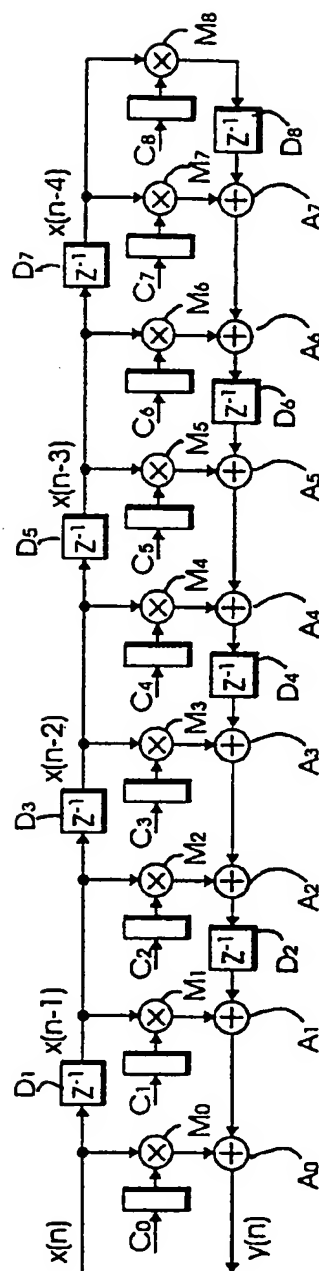 x(n) D1 x(n-1) D3 x(n-2) D5 x(n-3) D7 x(n-4)
Z-1 Z-1 Z-1 Z-1
C0 M0 C1 M1 C2 M2 C3 M3 C4 M4 C5 M5 C6 M6 C7 M7 C8 M8
Z-1 Z-1 Z-1 Z-1
y(n) A0 A1 D2 A2 A3 D4 A4 A5 D6 A6 A7 D8